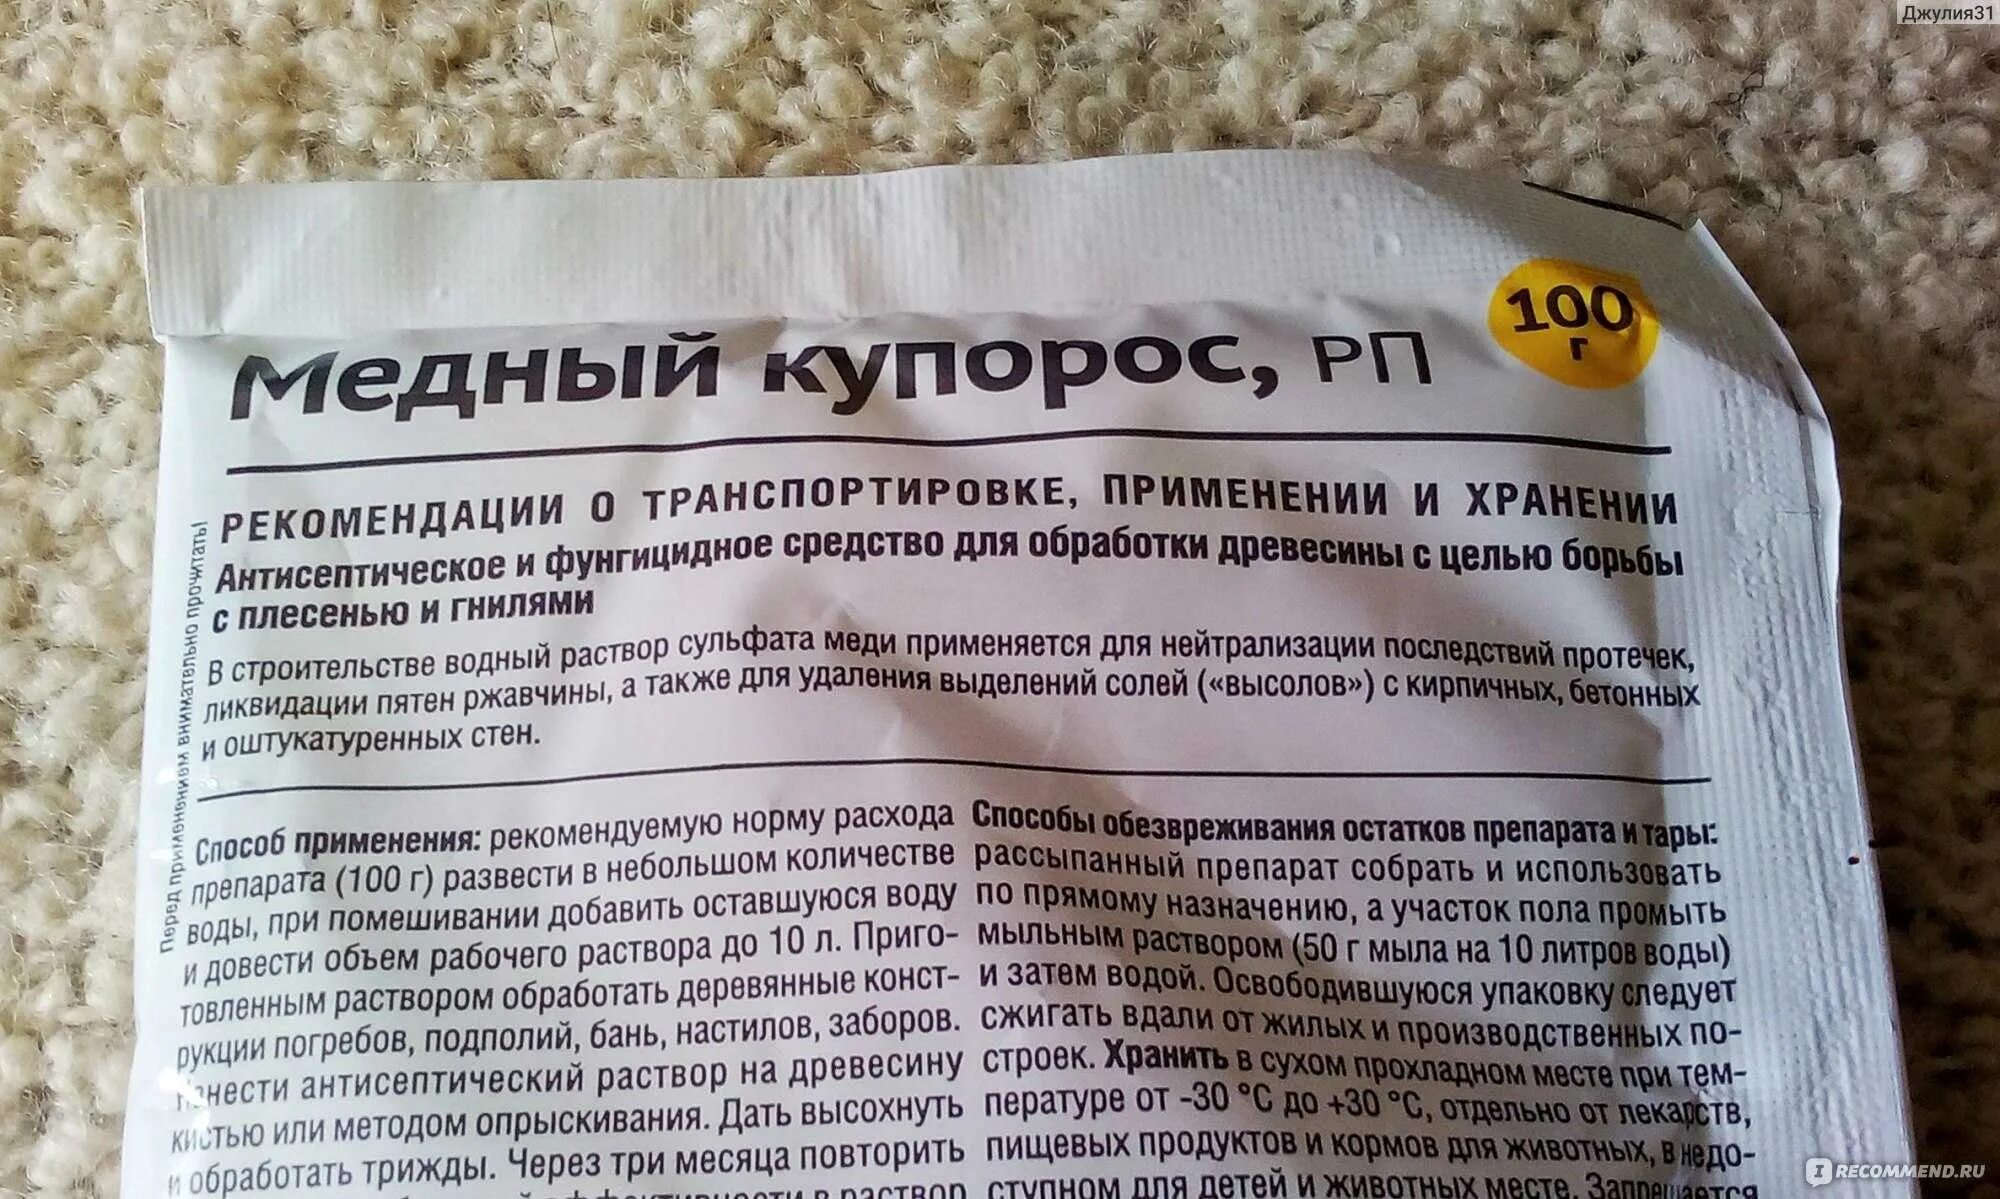 Джулия31
100
г
Медный купорос, РП
РЕКОМЕНДАЦИИ О ТРАНСПОРТИРОВКЕ, ПРИМЕНЕНИИ И ХРАНЕНИИ
Антисептическое и фунгицидное средство для обработки древесины с целью борьбы
с плесенью и гнилями
В строительстве водный раствор сульфата меди применяется для нейтрализации последствий протечек,
ликвидации пятен ржавчины, а также для удаления выделений солей («высолов») с кирпичных, бетонных
и оштукатуренных стен.
Перед применением внимательно прочитать!
Способ применения: рекомендуемую норму расхода
препарата (100 г) развести в небольшом количестве
воды, при помешивании добавить оставшуюся воду
и довести объем рабочего раствора до 10 л. Приго-
товленным раствором обработать деревянные конст-
рукции погребов, подполий, бань, настилов, заборов.
Нанести антисептический раствор на древесину
кистью или методом опрыскивания. Дать высохнуть
и обработать трижды. Через три месяца повторить
эффективности в раствор
Способы обезвреживания остатков препарата и тары:
рассыпанный препарат собрать и использовать
по прямому назначению, а участок пола промыть
мыльным раствором (50 г мыла на 10 литров воды)
и затем водой. Освободившуюся упаковку следует
сжигать вдали от жилых и производственных по-
строек. Хранить в сухом прохладном месте при тем-
пературе от -30 °С до +30 °С, отдельно от лекарств,
пищевых продуктов и кормов для животных, в недо-
ступном для детей и животных месте. Запрещается
IRECOMMEND.RU